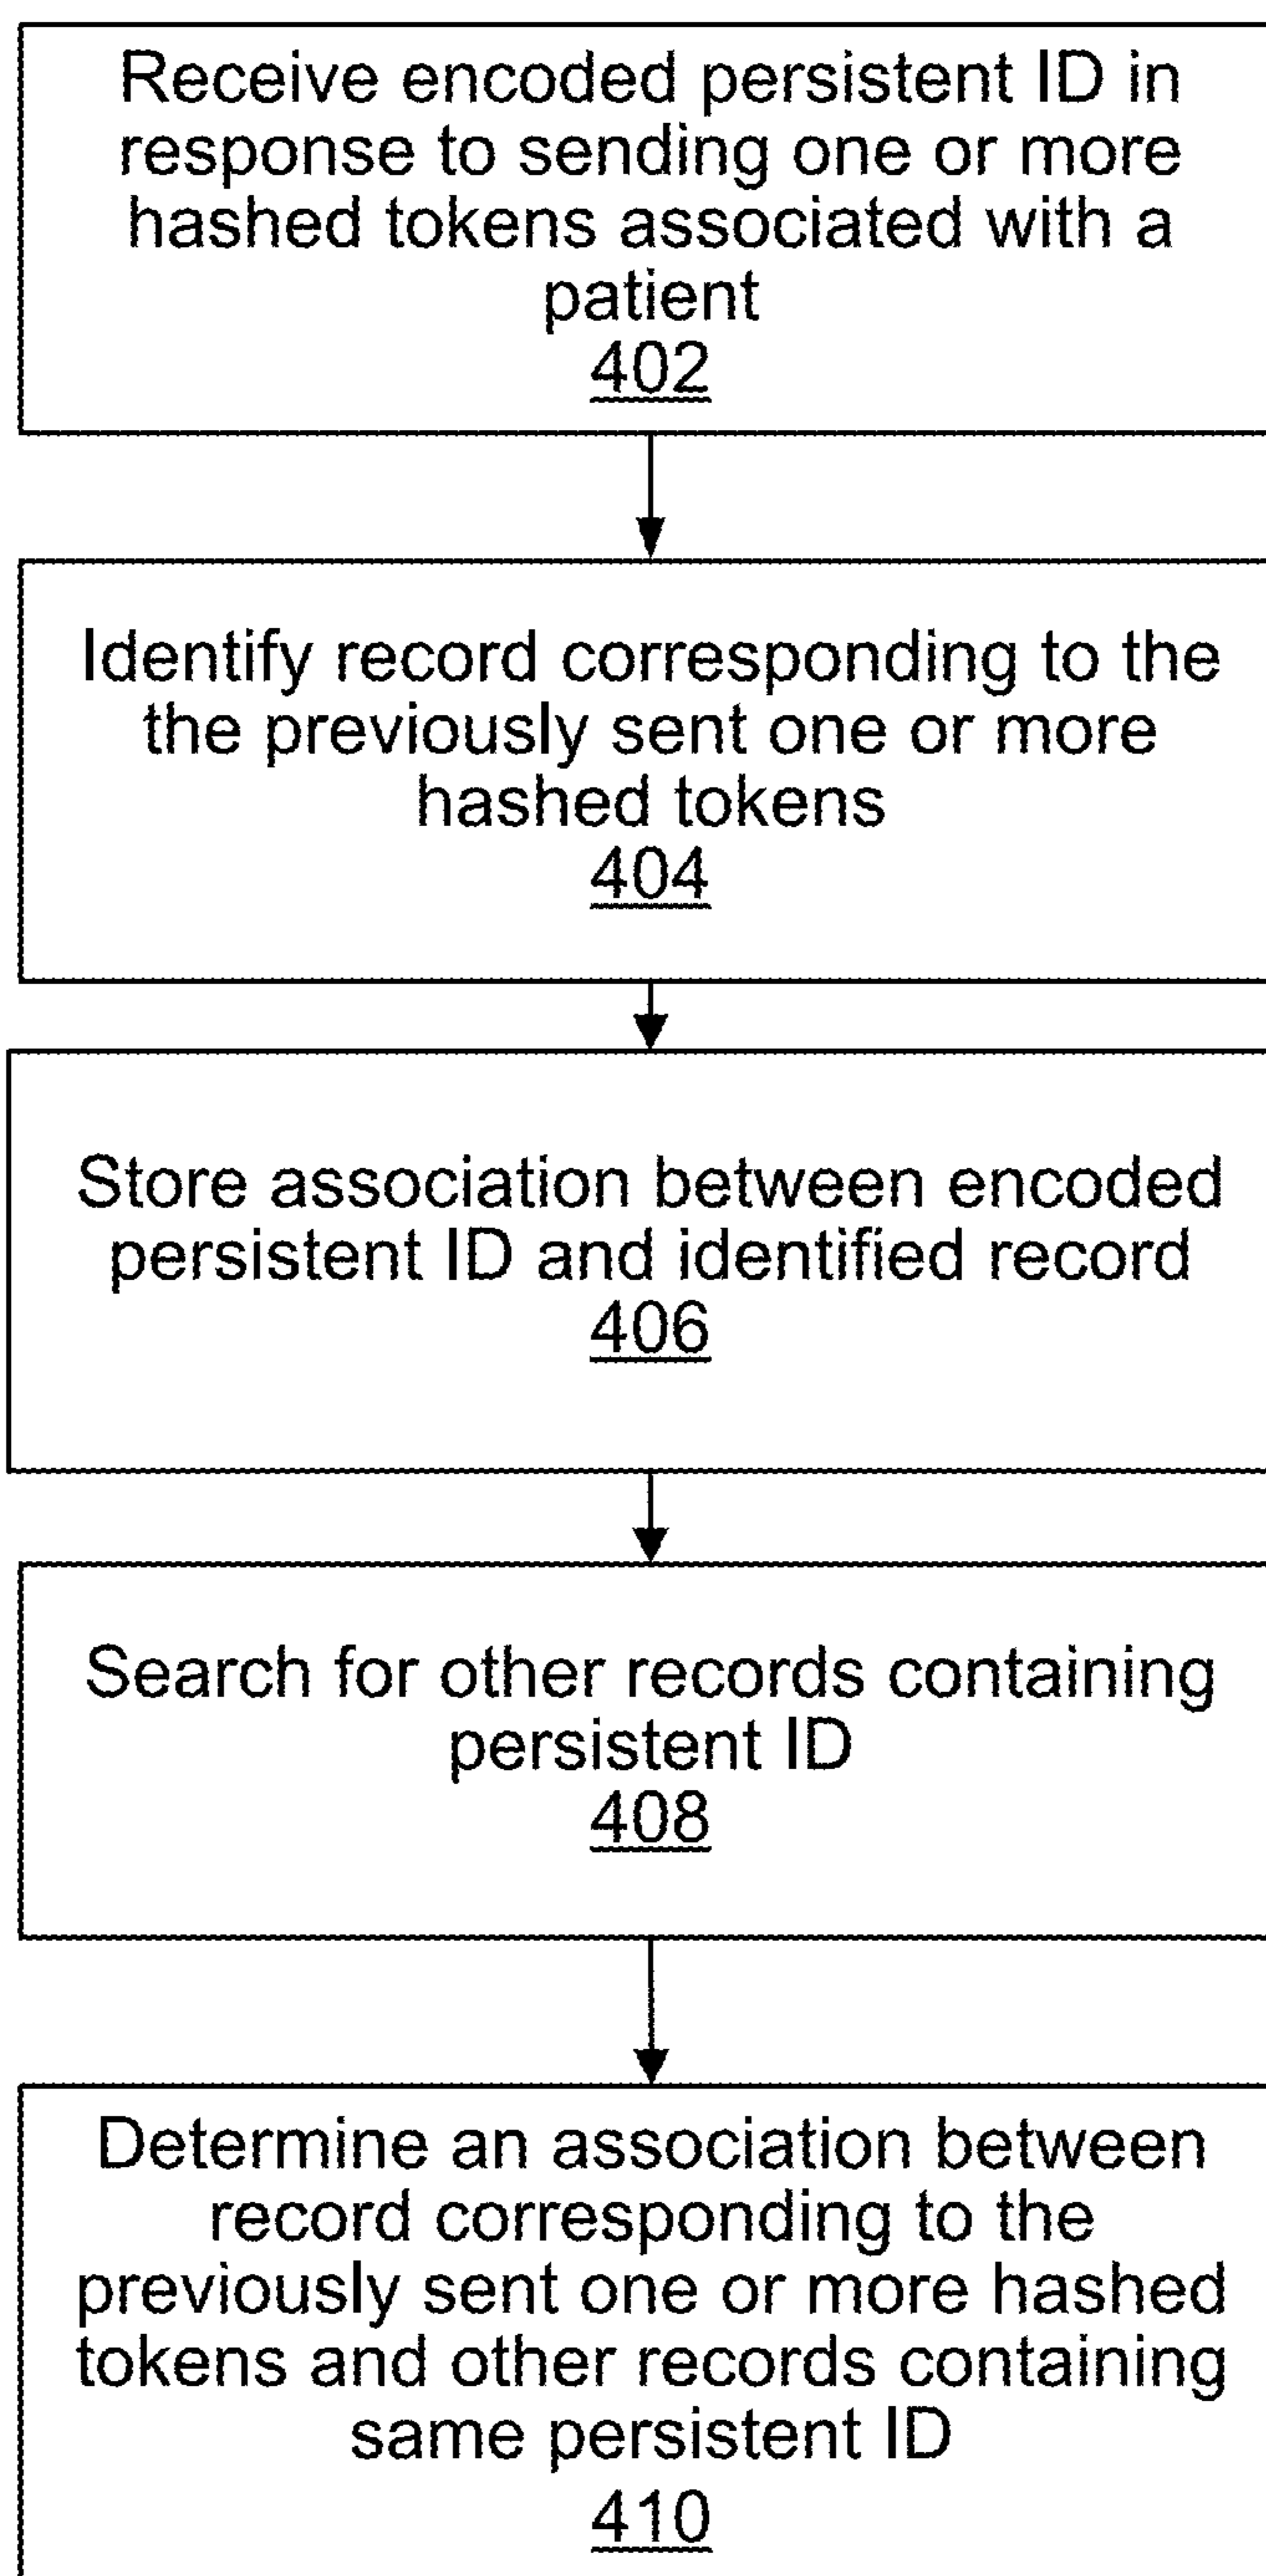 Receive encoded persistent ID in
response to sending one or more
hashed tokens associated with a
patient
402
Identify record corresponding to the
the previously sent one or more
hashed tokens
404
Store association between encoded
persistent ID and identified record
406
Search for other records containing
persistent ID
408
Determine an association between
record corresponding to the
previously sent one or more hashed
tokens and other records containing
same persistent ID
410